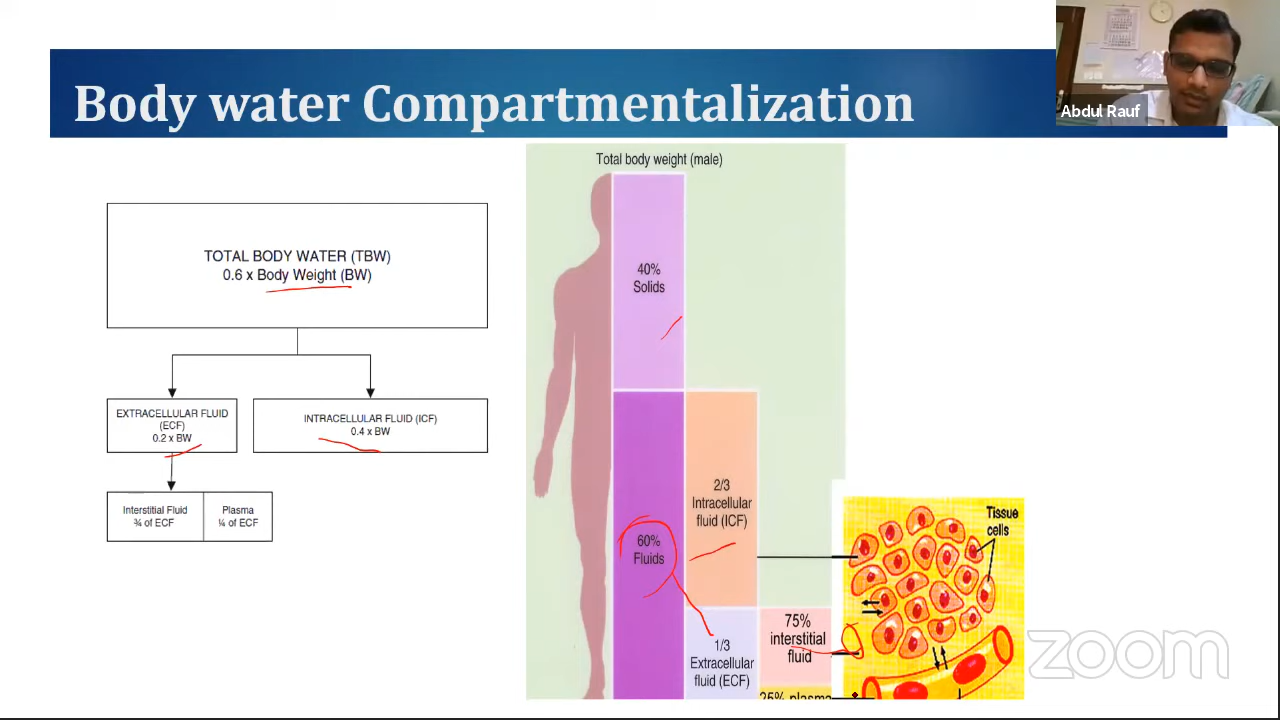 Body water Compartmentalization
Abdul Rauf
TOTAL BODY WATER (TBW)
0.6 x Body Weight (BW)
EXTRACELLULAR FLUID
(ECF)
0.2 x BW
INTRACELLULAR FLUID (ICF)
0.4 x BW
Interstitial Fluid
¾ of ECF
Plasma
¼ of ECF
Total body weight (male)
40%
Solids
60%
Fluids
2/3
Intracellular
fluid (ICF)
1/3
Extracellular
fluid (ECF)
75%
interstitial
fluid
25% plasma
Tissue
cells
zoom